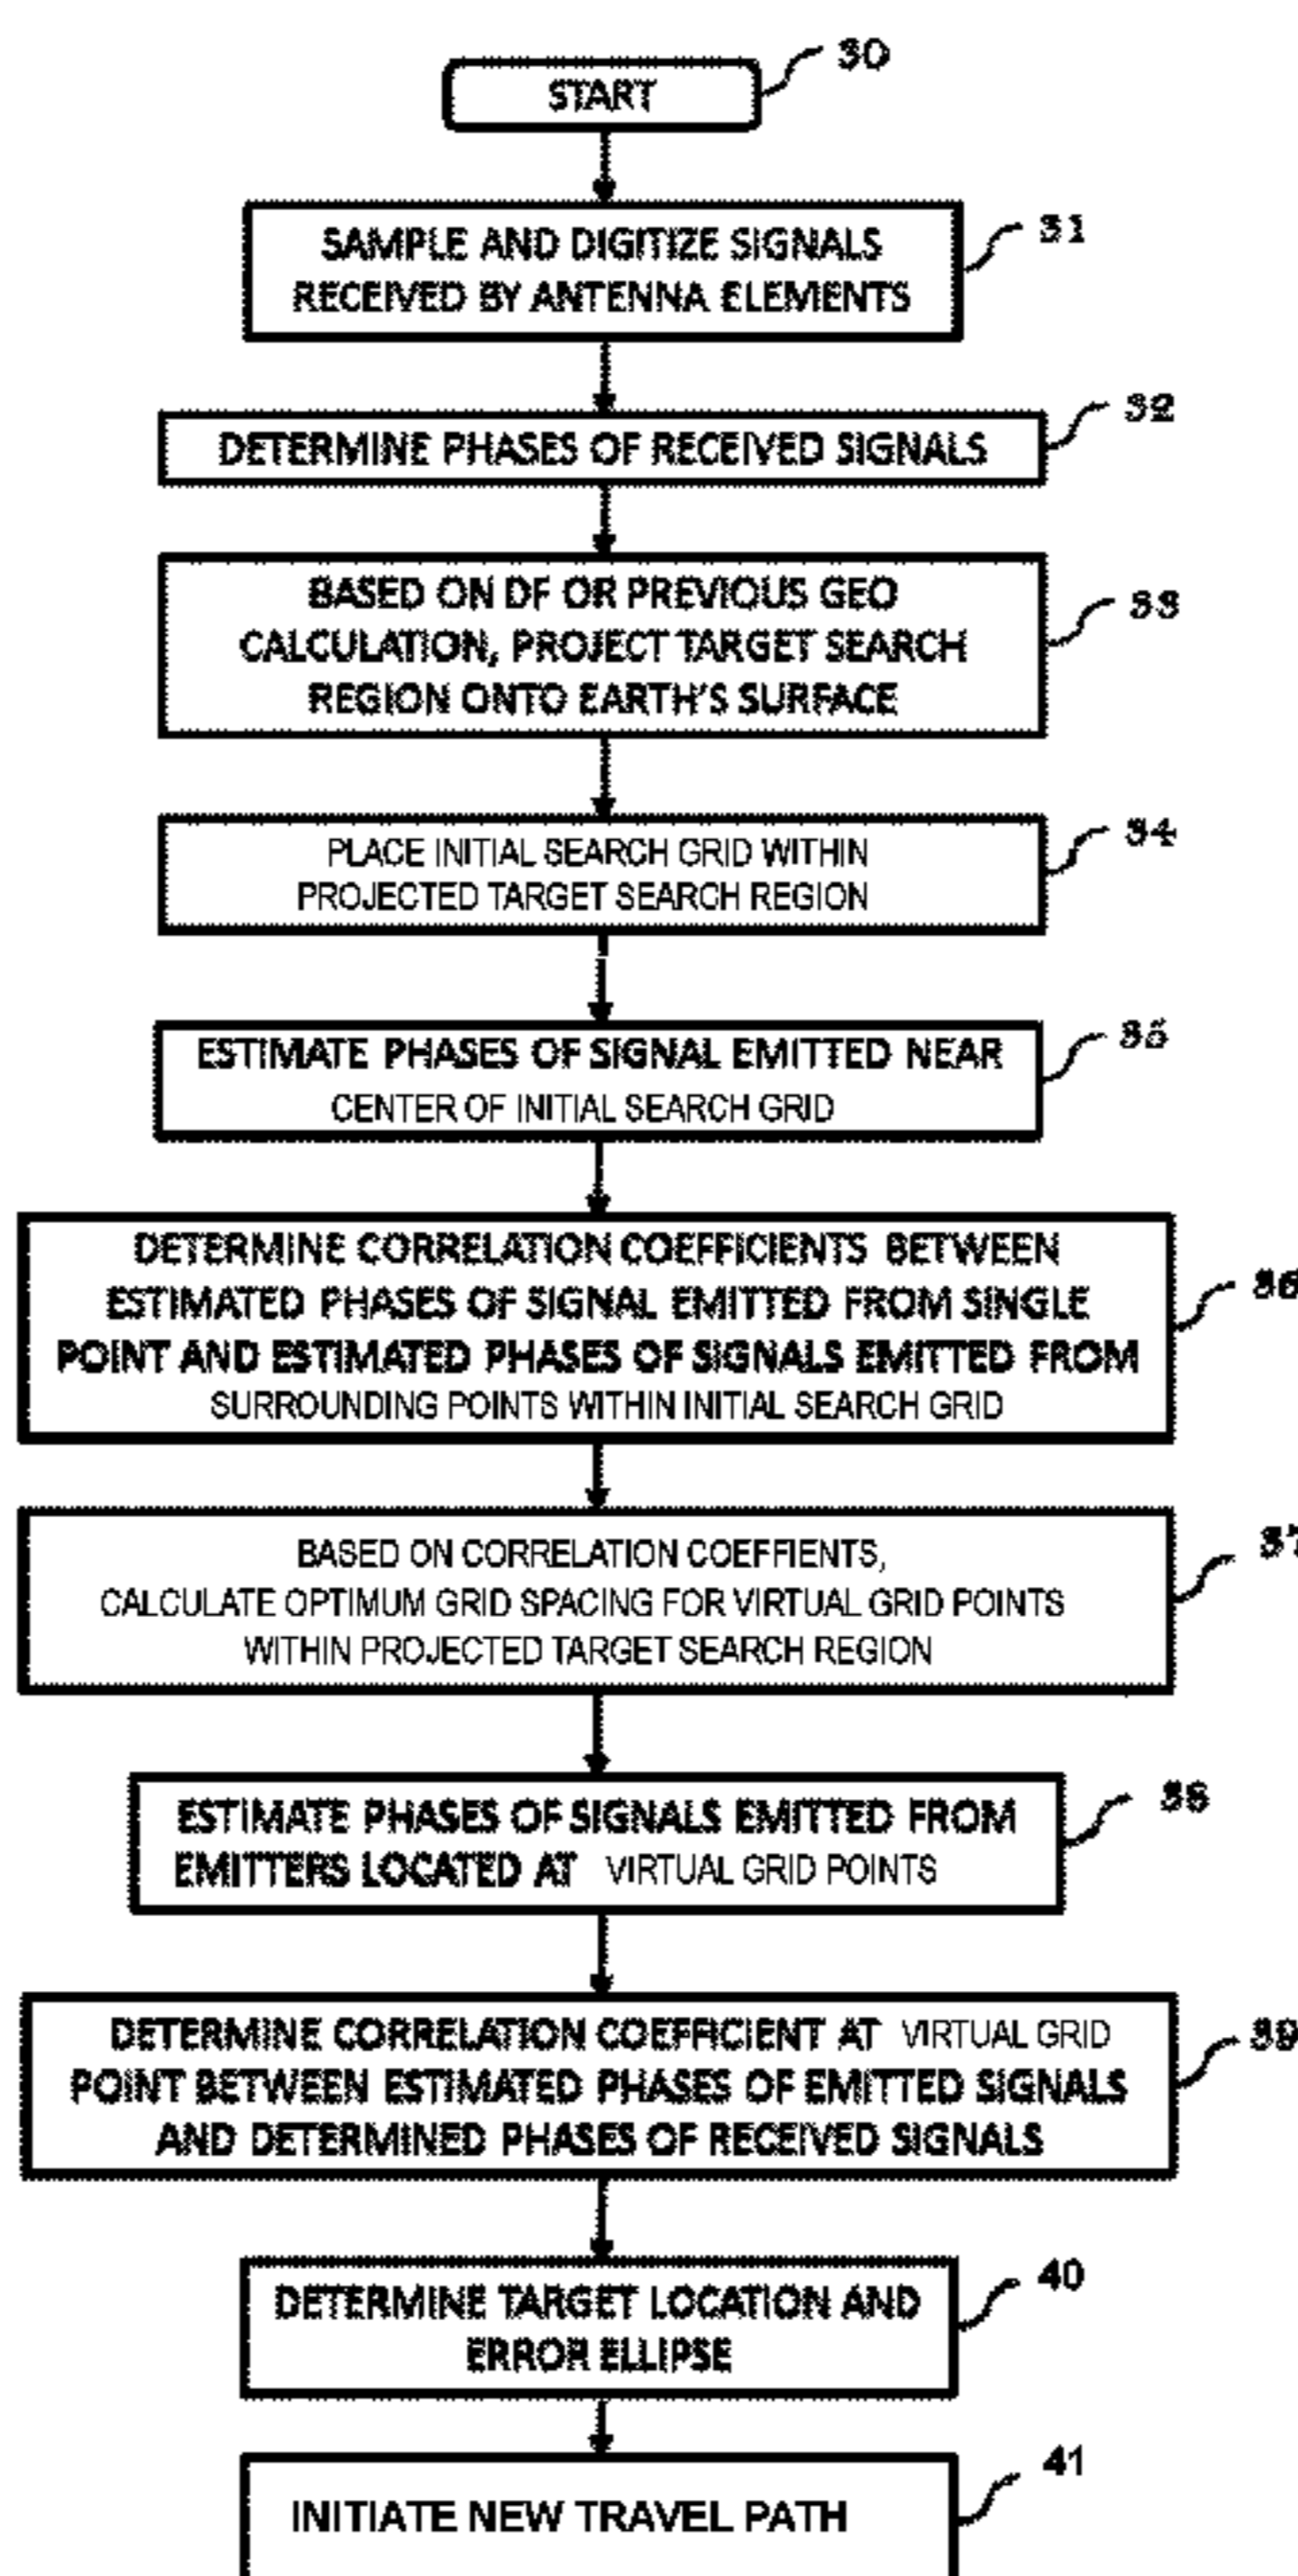 30
START
31
SAMPLE AND DIGITIZE SIGNALS
RECEIVED BY ANTENNA ELEMENTS
32
DETERMINE PHASES OF RECEIVED SIGNALS
33
BASED ON DF OR PREVIOUS GEO
CALCULATION, PROJECT TARGET SEARCH
REGION ONTO EARTH'S SURFACE
34
PLACE INITIAL SEARCH GRID WITHIN
PROJECTED TARGET SEARCH REGION
35
ESTIMATE PHASES OF SIGNAL EMITTED NEAR
CENTER OF INITIAL SEARCH GRID
36
DETERMINE CORRELATION COEFFICIENTS BETWEEN
ESTIMATED PHASES OF SIGNAL EMITTED FROM SINGLE
POINT AND ESTIMATED PHASES OF SIGNALS EMITTED FROM
SURROUNDING POINTS WITHIN INITIAL SEARCH GRID
37
BASED ON CORRELATION COEFFIENTS,
CALCULATE OPTIMUM GRID SPACING FOR VIRTUAL GRID POINTS
WITHIN PROJECTED TARGET SEARCH REGION
38
ESTIMATE PHASES OF SIGNALS EMITTED FROM
EMITTERS LOCATED AT VIRTUAL GRID POINTS
39
DETERMINE CORRELATION COEFFICIENT AT VIRTUAL GRID
POINT BETWEEN ESTIMATED PHASES OF EMITTED SIGNALS
AND DETERMINED PHASES OF RECEIVED SIGNALS
40
DETERMINE TARGET LOCATION AND
ERROR ELLIPSE
41
INITIATE NEW TRAVEL PATH